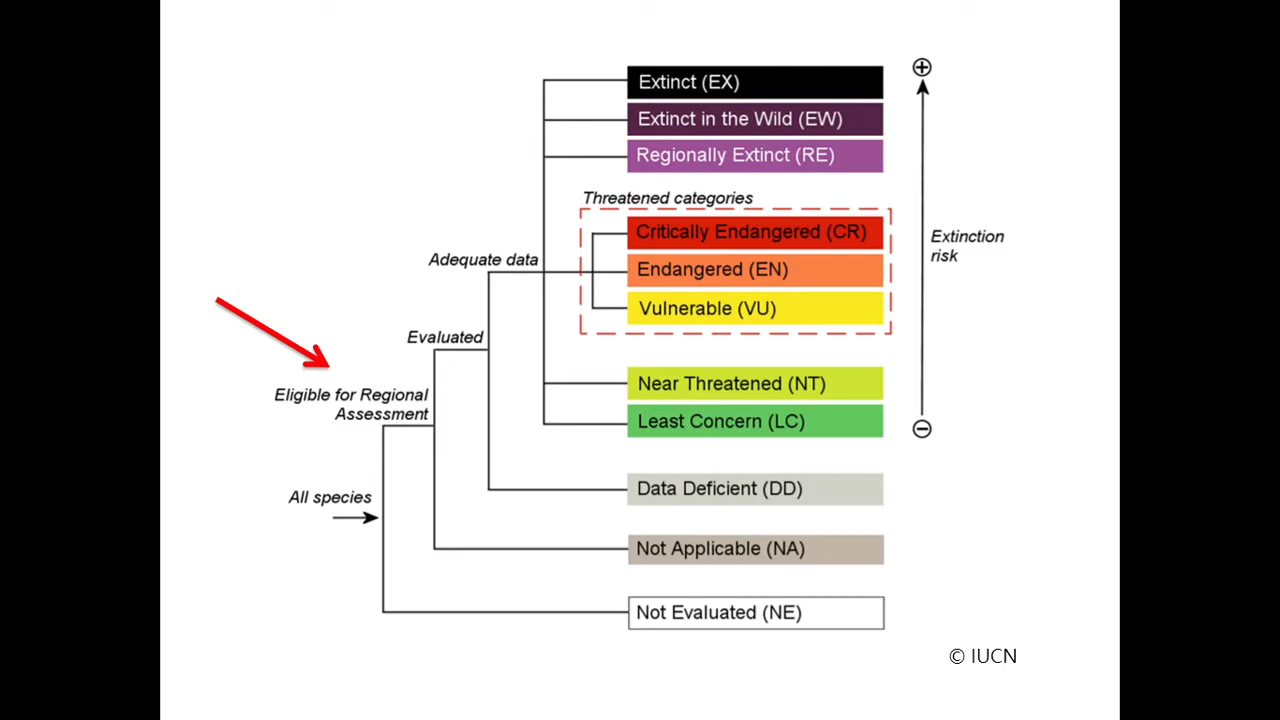 Extinct (EX)
Extinct in the Wild (EW)
Regionally Extinct (RE)
Threatened categories
Critically Endangered (CR)
Endangered (EN)
Vulnerable (VU)
Extinction
risk
Adequate data
Evaluated
Near Threatened (NT)
Eligible for Regional
Assessment
Least Concern (LC)
Data Deficient (DD)
All species
Not Applicable (NA)
Not Evaluated (NE)
© IUCN